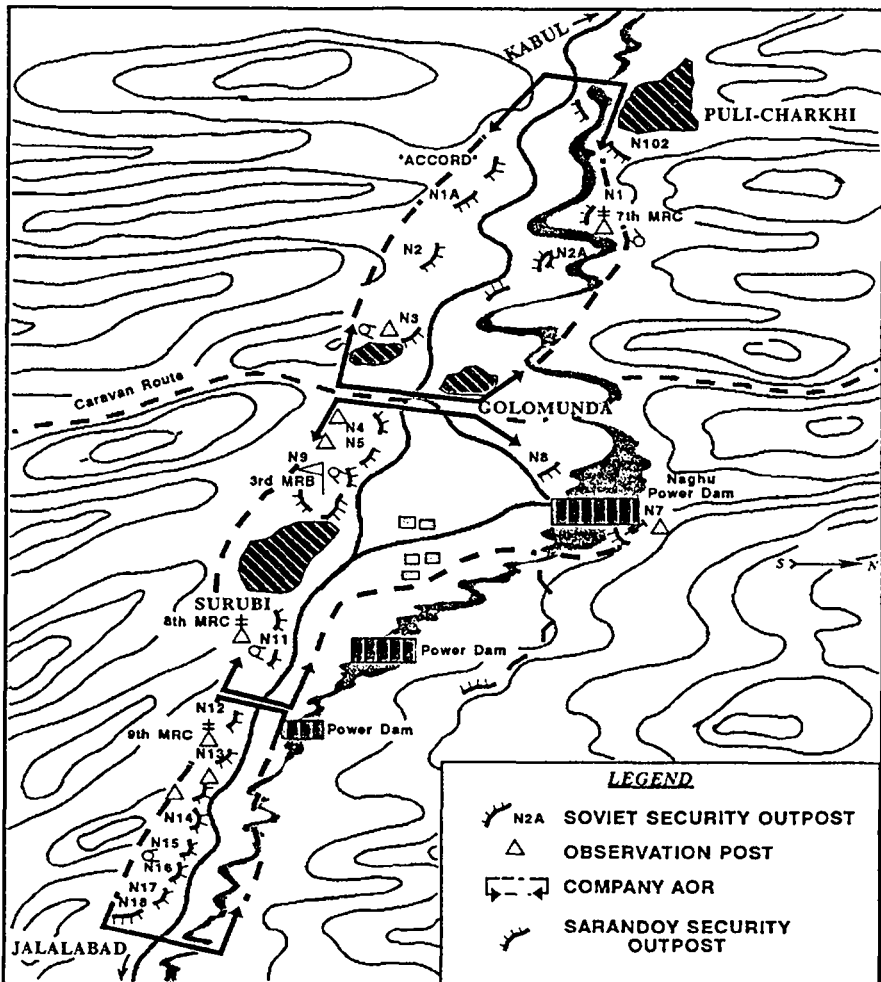 KABUL
PULI-CHARKHI
N102
"ACCORD"
N1A
N1
7th MRC
N2
N2A
N3
Caravan Route
GOLOMUNDA
N4
N5
N9
N8
3rd MRB
Naghu
Power Dam
N7
S
N
SURUBI
8th MRC
N11
Power Dam
N12
9th MRC
Power Dam
N13
N14
N15
N16
N17
N18
JALALABAD
LEGEND
N2A SOVIET SECURITY OUTPOST
OBSERVATION POST
COMPANY AOR
SARANDOY SECURITY
OUTPOST